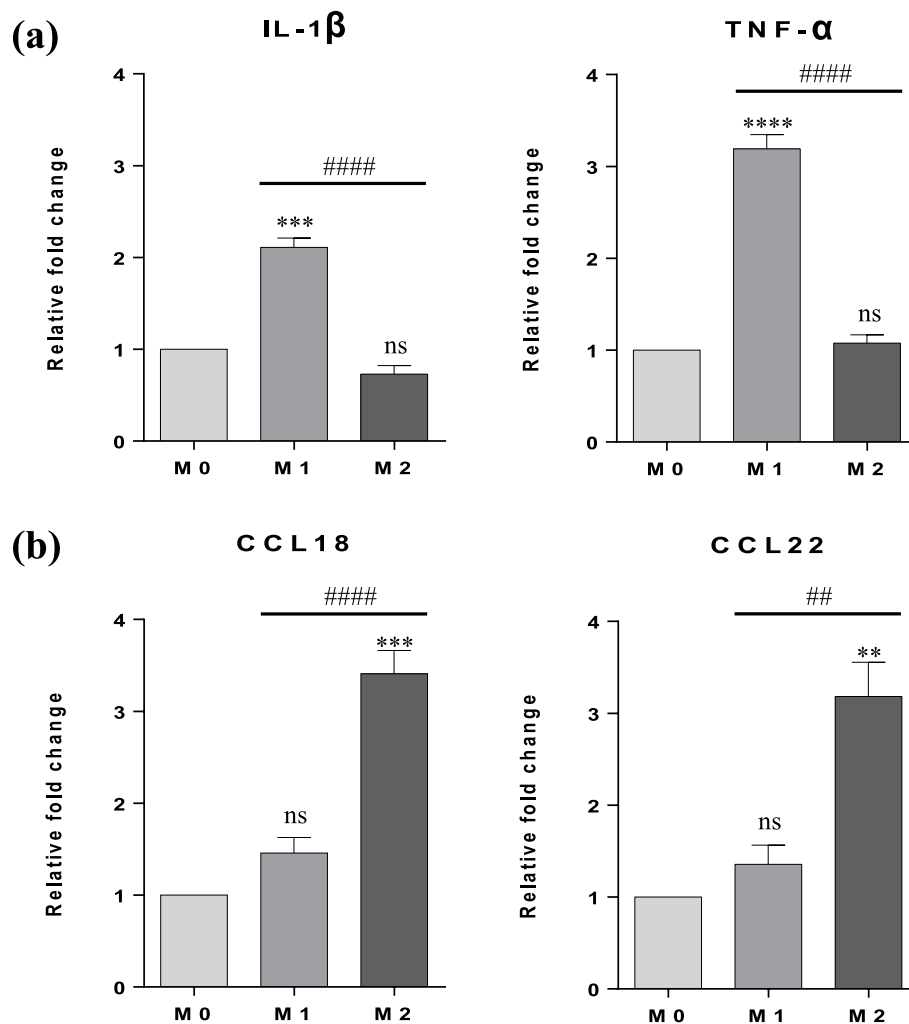 (a)
IL-1β
Relative fold change
4
3
2
1
0
####
***
ns
M0 M1 M2
TNF-α
Relative fold change
4
3
2
1
0
####
****
ns
M0 M1 M2
(b)
CCL18
Relative fold change
4
3
2
1
0
####
***
ns
M0 M1 M2
CCL22
Relative fold change
4
3
2
1
0
##
**
ns
M0 M1 M2